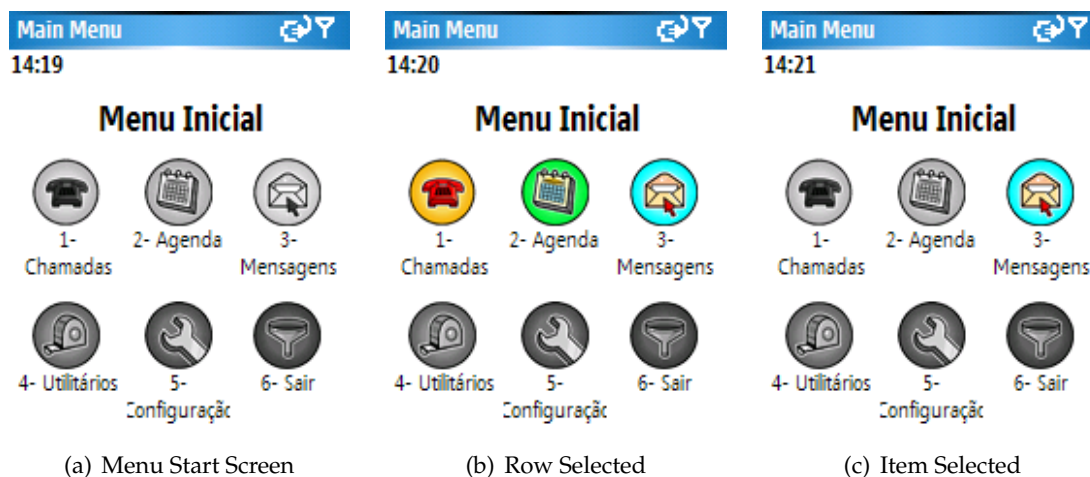 Main Menu
14:19
Menu Inicial
1-
Chamadas
2- Agenda
3-
Mensagens
4- Utilitários
5-
Configuraçãc
6- Sair
(a) Menu Start Screen
Main Menu
14:20
Menu Inicial
1-
Chamadas
2- Agenda
3-
Mensagens
4- Utilitários
5-
Configuraçãc
6- Sair
(b) Row Selected
Main Menu
14:21
Menu Inicial
1-
Chamadas
2- Agenda
3-
Mensagens
4- Utilitários
5-
Configuraçãc
6- Sair
(c) Item Selected